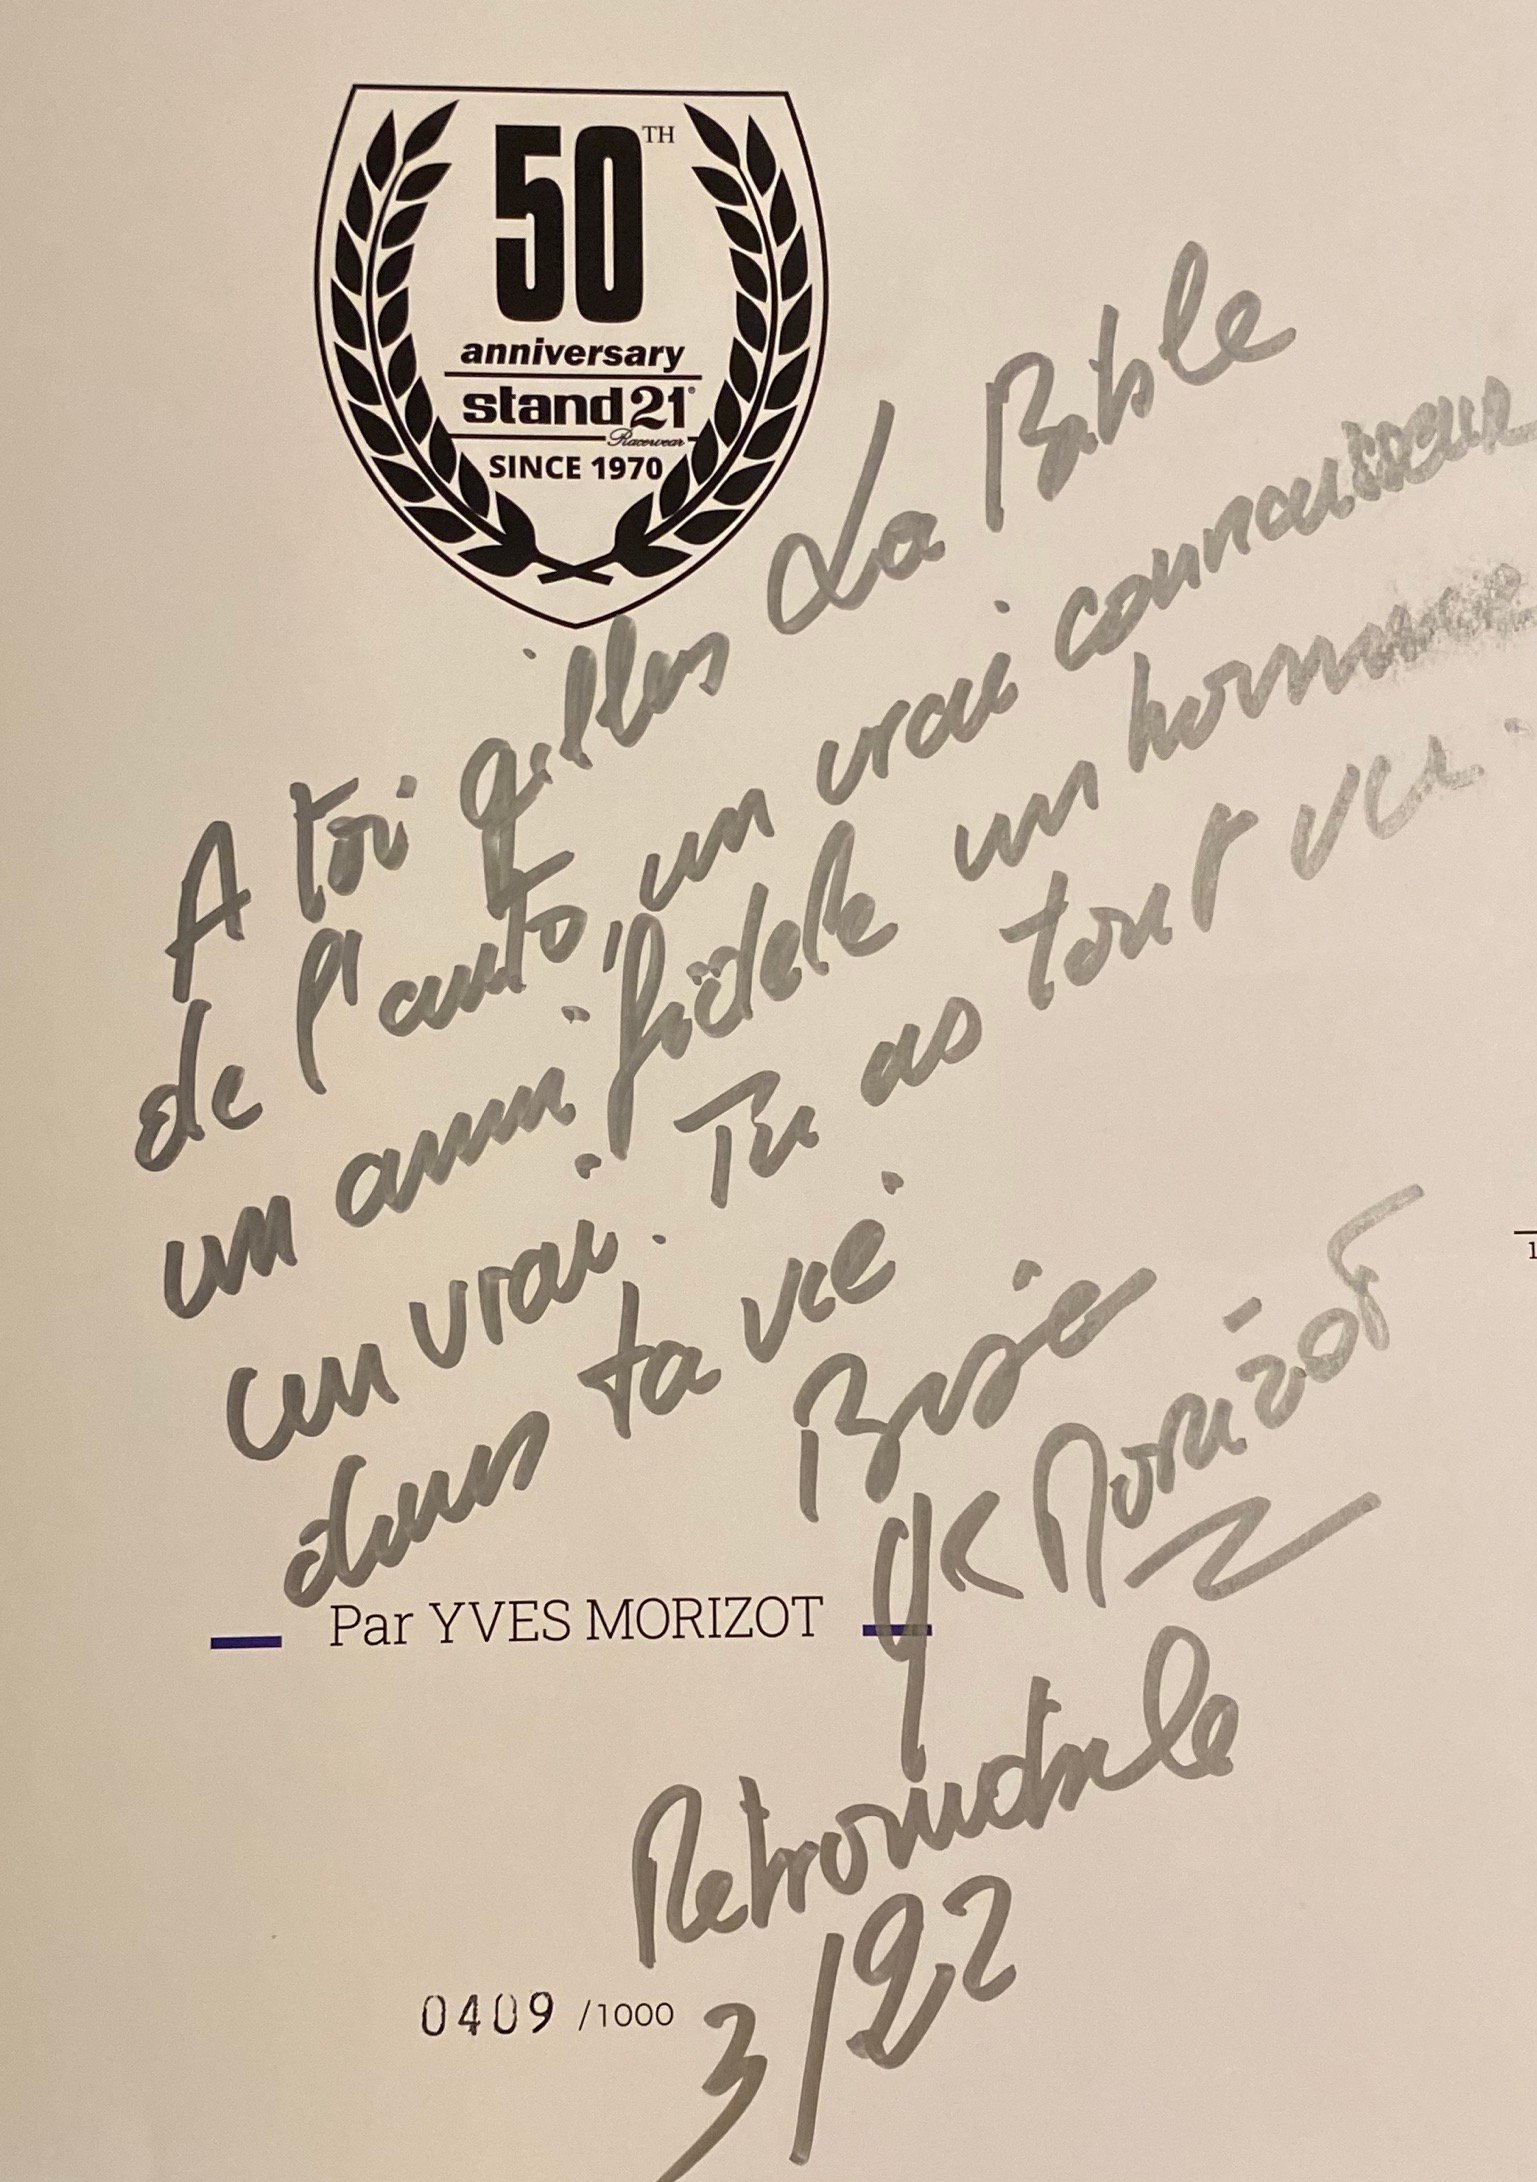 50TH
anniversary
stand21
Racewear
SINCE 1970
A toi gilles La Bible
de l'auto, un vrai connaisseur
un ami fidèle un homme
un vrai. Tu as tout vu.
dans ta vie
Bise
Morizot
Par YVES MORIZOT
Retromobile
3/22
0409 /1000
1